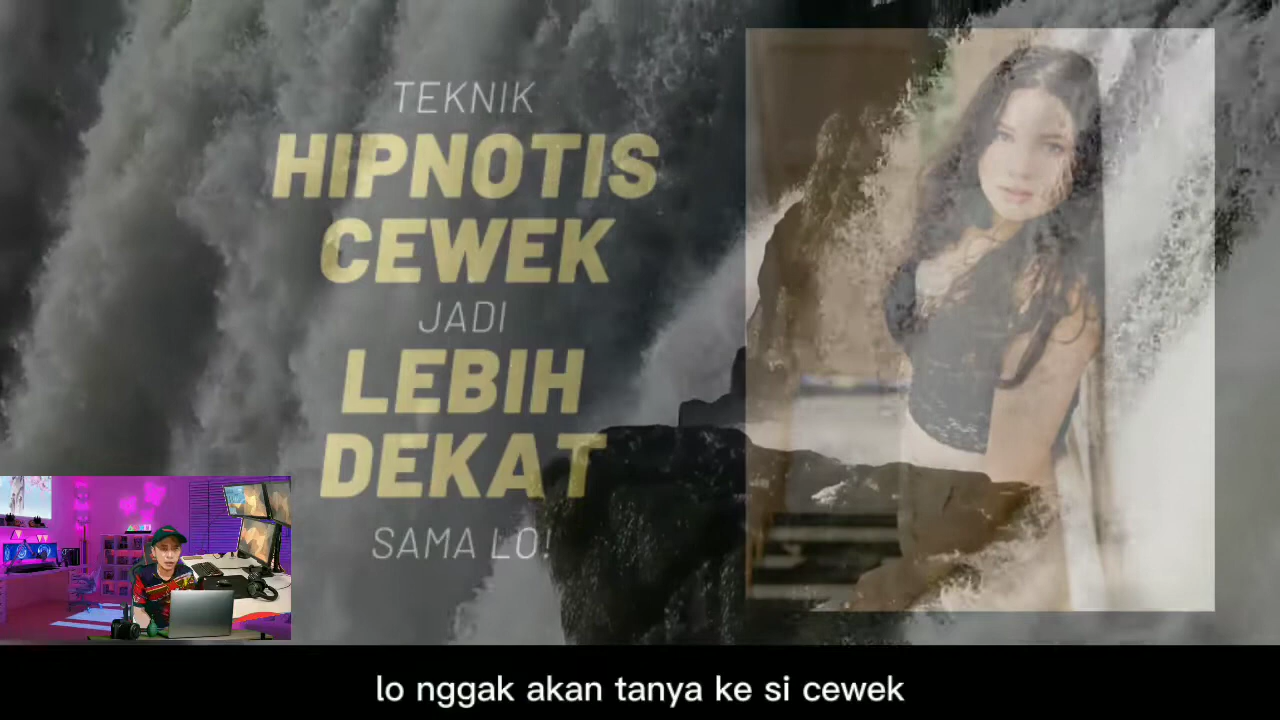 TEKNIK
HIPNOTIS
CEWEK
JADI
LEBIH
DEKAT
SAMA LO!
lo nggak akan tanya ke si cewek